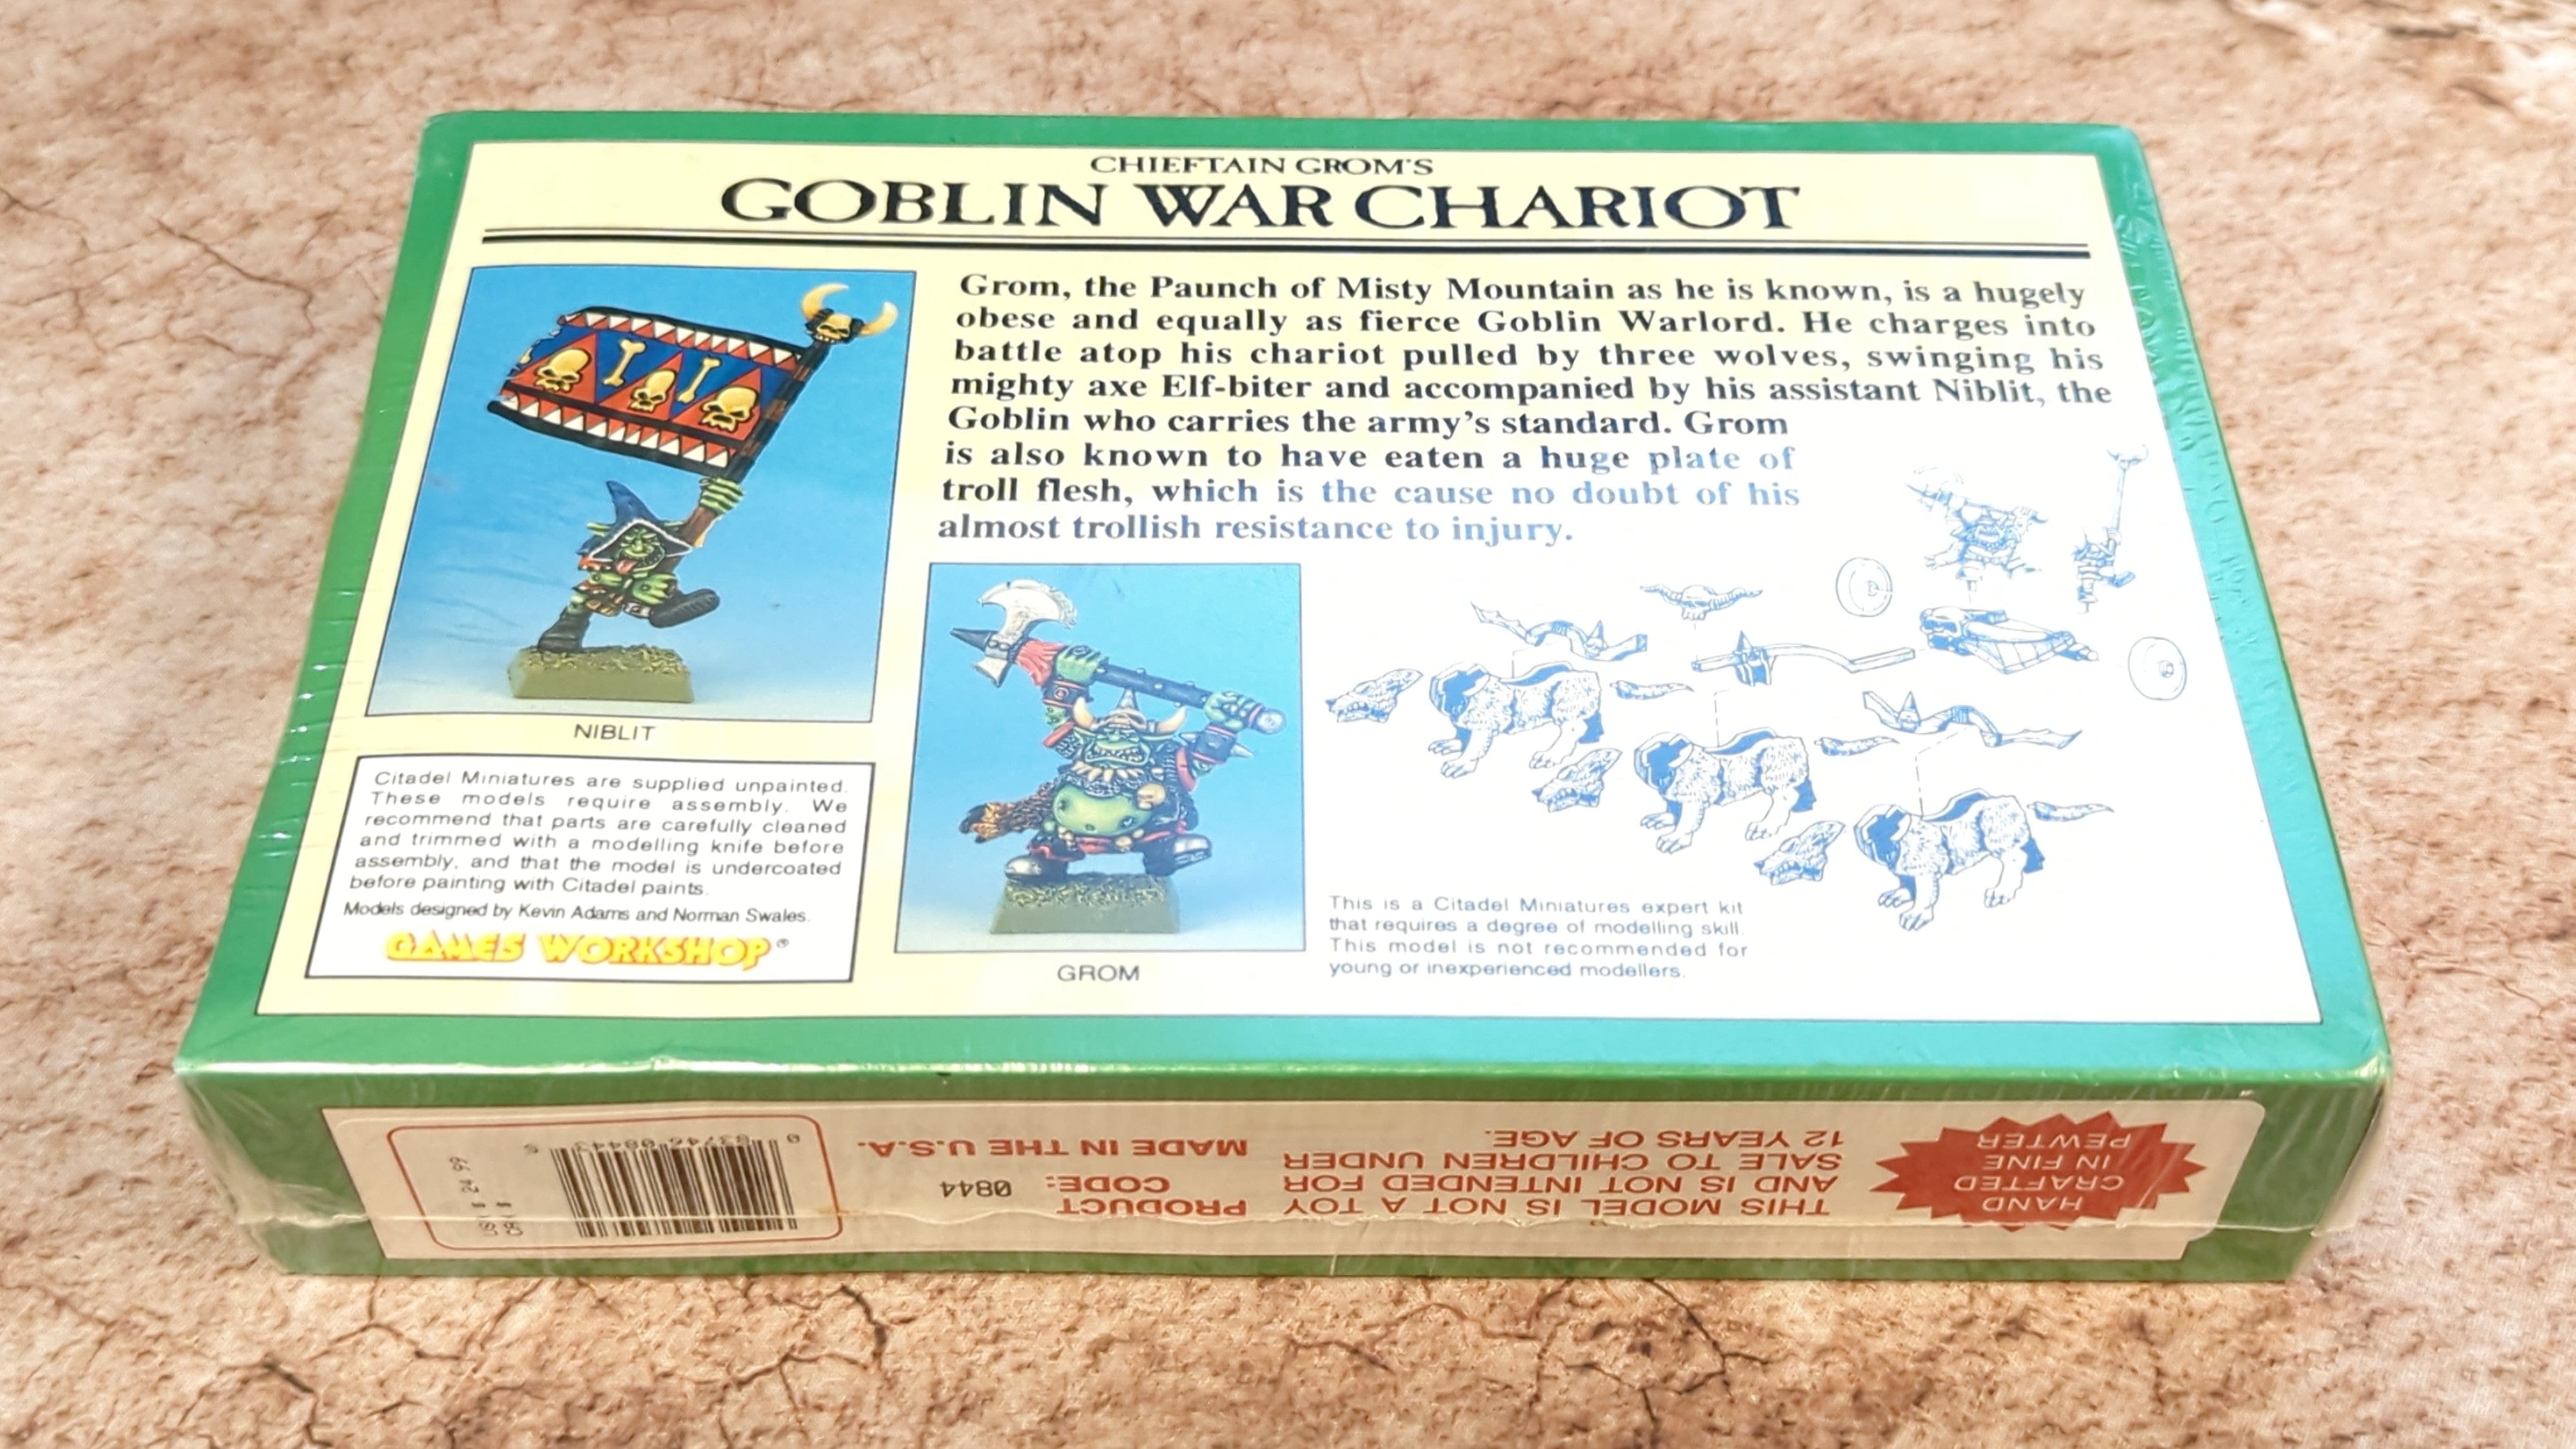 CHIEFTAIN GROM'S
GOBLIN WAR CHARIOT
Grom, the Paunch of Misty Mountain as he is known, is a hugely
obese and equally as fierce Goblin Warlord. He charges into
battle atop his chariot pulled by three wolves, swinging his
mighty axe Elf-biter and accompanied by his assistant Niblit, the
Goblin who carries the army's standard. Grom
is also known to have eaten a huge plate of
troll flesh, which is the cause no doubt of his
almost trollish resistance to injury.
NIBLIT
Citadel Miniatures are supplied unpainted.
These models require assembly. We
recommend that parts are carefully cleaned
and trimmed with a modelling knife before
assembly, and that the model is undercoated
before painting with Citadel paints.
Models designed by Kevin Adams and Norman Swales.
GAMES WORKSHOP®
GROM
This is a Citadel Miniatures expert kit
that requires a degree of modelling skill.
This model is not recommended for
young or inexperienced modellers.
HAND
CRAFTED
IN FINE
PEWTER
THIS MODEL IS NOT A TOY
AND IS NOT INTENDED FOR
SALE TO CHILDREN UNDER
12 YEARS OF AGE.
PRODUCT
CODE: 0844
MADE IN THE U.S.A.
0 83746 08443